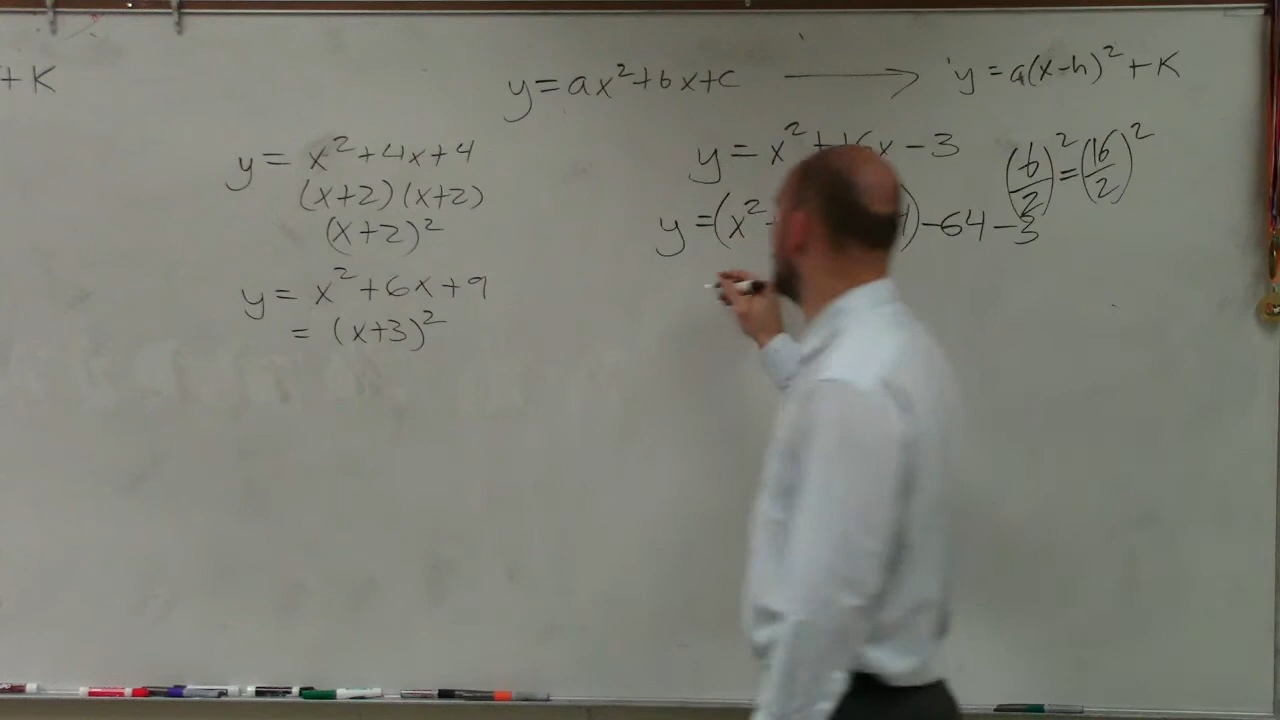 + K
y = ax² + bx + c ⟶ y = a(x-h)² + K
y = x² + 4x + 4
(x+2)(x+2)
(x+2)²
y = x² + 6x + 9
= (x+3)²
y = x² + 16x - 3
(b/2)² = (16/2)²
y = (x² ) - 64 - 3